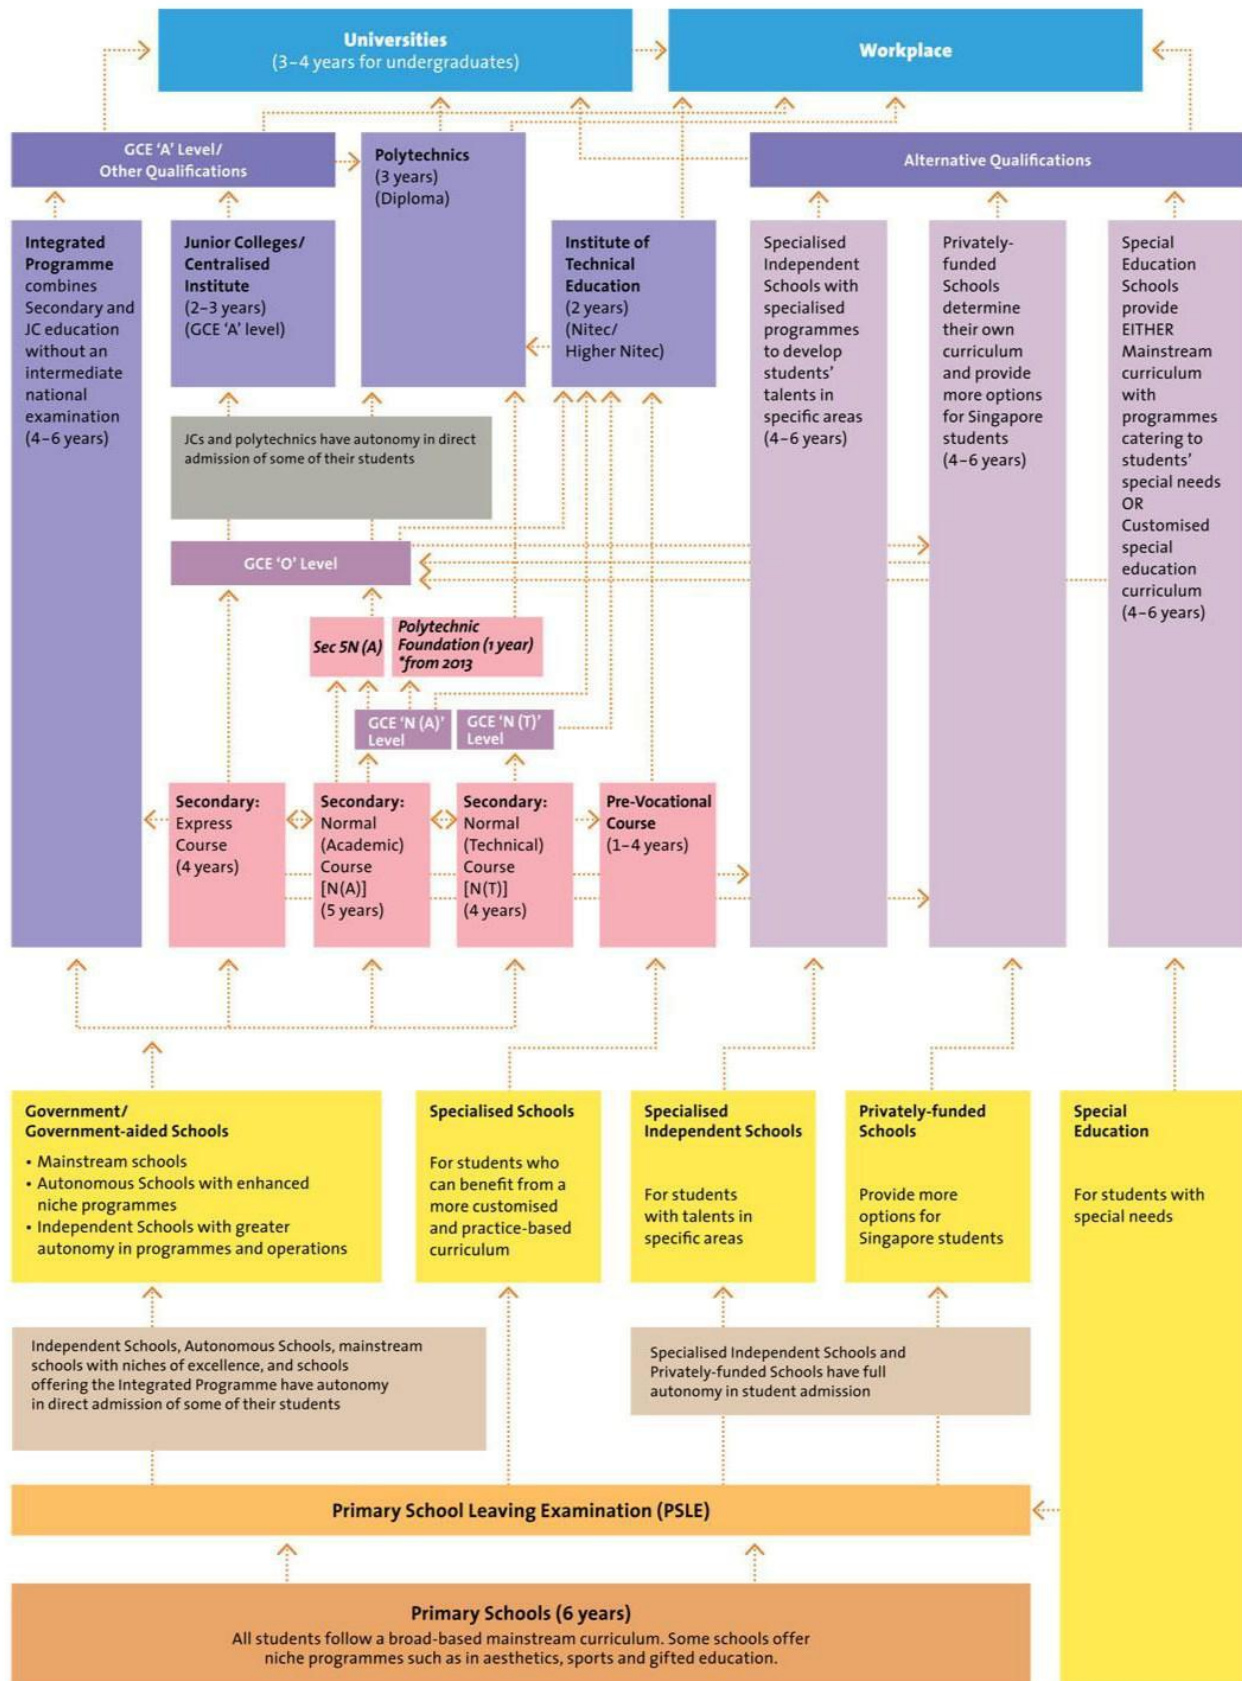 Universities
(3–4 years for undergraduates)
Workplace
GCE ‘A’ Level/
Other Qualifications
Polytechnics
(3 years)
(Diploma)
Alternative Qualifications
Integrated
Programme
combines
Secondary and
JC education
without an
intermediate
national
examination
(4–6 years)
Junior Colleges/
Centralised
Institute
(2–3 years)
(GCE ‘A’ level)
Institute of
Technical
Education
(2 years)
(Nitec/
Higher Nitec)
Specialised
Independent
Schools with
specialised
programmes
to develop
students’
talents in
specific areas
(4–6 years)
Privately-
funded
Schools
determine
their own
curriculum
and provide
more options
for Singapore
students
(4–6 years)
Special
Education
Schools
provide
EITHER
Mainstream
curriculum
with
programmes
catering to
students’
special needs
OR
Customised
special
education
curriculum
(4–6 years)
JCs and polytechnics have autonomy in direct
admission of some of their students
GCE ‘O’ Level
Sec 5N (A)
Polytechnic
Foundation (1 year)
*from 2013
GCE ‘N (A)’
Level
GCE ‘N (T)’
Level
Secondary:
Express
Course
(4 years)
Secondary:
Normal
(Academic)
Course
[N(A)]
(5 years)
Secondary:
Normal
(Technical)
Course
[N(T)]
(4 years)
Pre-Vocational
Course
(1–4 years)
Government/
Government-aided Schools
• Mainstream schools
• Autonomous Schools with enhanced
niche programmes
• Independent Schools with greater
autonomy in programmes and operations
Specialised Schools
For students who
can benefit from a
more customised
and practice-based
curriculum
Specialised
Independent Schools
For students
with talents in
specific areas
Privately-funded
Schools
Provide more
options for
Singapore students
Special
Education
For students with
special needs
Independent Schools, Autonomous Schools, mainstream
schools with niches of excellence, and schools
offering the Integrated Programme have autonomy
in direct admission of some of their students
Specialised Independent Schools and
Privately-funded Schools have full
autonomy in student admission
Primary School Leaving Examination (PSLE)
Primary Schools (6 years)
All students follow a broad-based mainstream curriculum. Some schools offer
niche programmes such as in aesthetics, sports and gifted education.